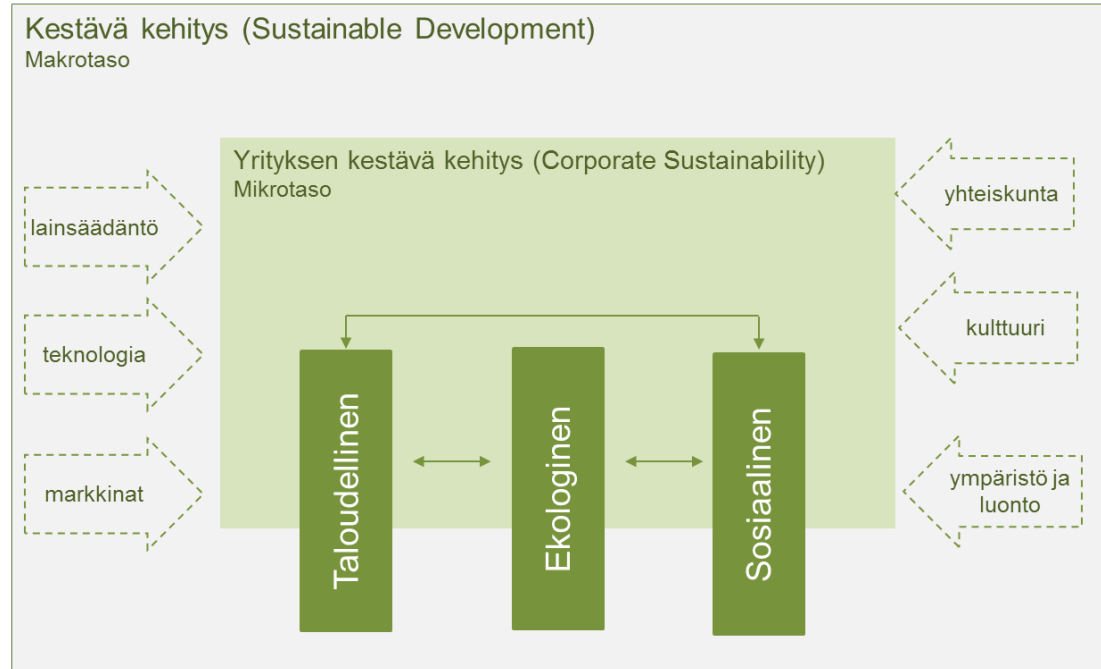 Kestävä kehitys (Sustainable Development)
Makrotaso
Yrityksen kestävä kehitys (Corporate Sustainability)
Mikrotaso
lainsäädäntö
teknologia
markkinat
Taloudellinen
Ekologinen
Sosiaalinen
yhteiskunta
kulttuuri
ympäristö ja
luonto